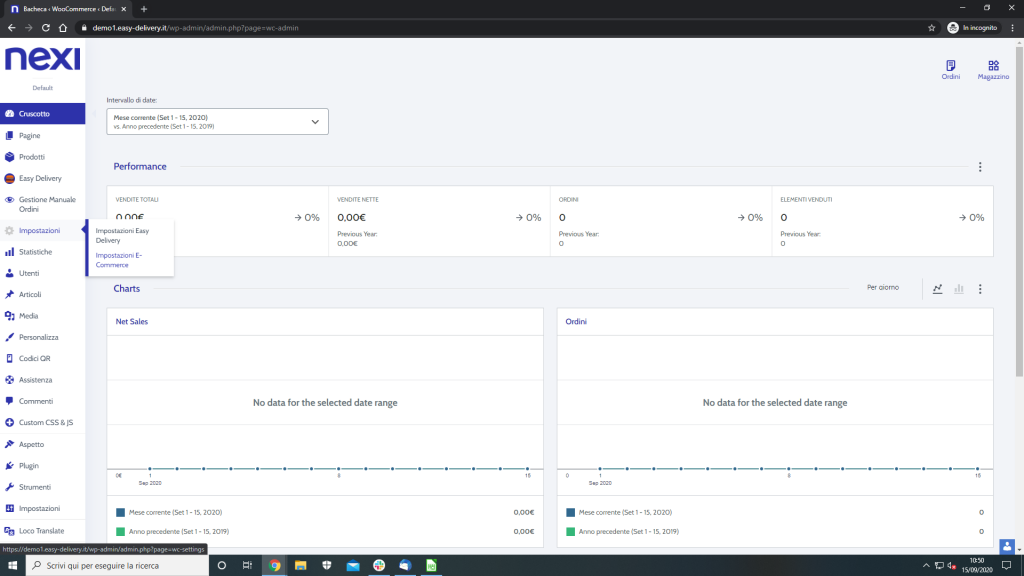 Bacheca ‹ WooCommerce ‹ Defau
demo1.easy-delivery.it/wp-admin/admin.php?page=wc-admin
In incognito
nexi
Default
Ordini
Magazzino
Cruscotto
Pagine
Prodotti
Easy Delivery
Gestione Manuale
Ordini
Impostazioni
Statistiche
Utenti
Articoli
Media
Personalizza
Codici QR
Assistenza
Commenti
Custom CSS & JS
Aspetto
Plugin
Strumenti
Impostazioni
Loco Translate
Impostazioni Easy
Delivery
Impostazioni E-
Commerce
Intervallo di date:
Mese corrente (Set 1 - 15, 2020)
vs. Anno precedente (Set 1 - 15, 2019)
Performance
VENDITE TOTALI
0,00€
→ 0%
VENDITE NETTE
0,00€
→ 0%
Previous Year:
0,00€
ORDINI
0
→ 0%
Previous Year:
0
ELEMENTI VENDUTI
0
→ 0%
Previous Year:
0
Charts
Per giorno
Net Sales
No data for the selected date range
0€
1
8
15
Sep 2020
Mese corrente (Set 1 - 15, 2020)
0,00€
Anno precedente (Set 1 - 15, 2019)
0,00€
Ordini
No data for the selected date range
0
1
8
15
Sep 2020
Mese corrente (Set 1 - 15, 2020)
0
Anno precedente (Set 1 - 15, 2019)
0
https://demo1.easy-delivery.it/wp-admin/admin.php?page=wc-settings
Scrivi qui per eseguire la ricerca
10:50
15/09/2020